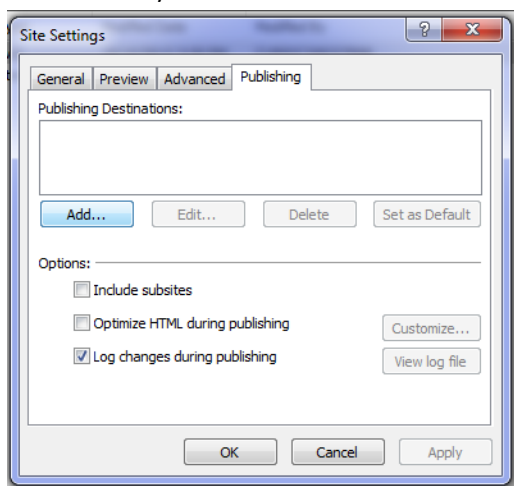 Site Settings
General Preview Advanced Publishing
Publishing Destinations:
Add... Edit... Delete Set as Default
Options:
Include subsites
Optimize HTML during publishing
Customize...
Log changes during publishing
View log file
OK Cancel Apply